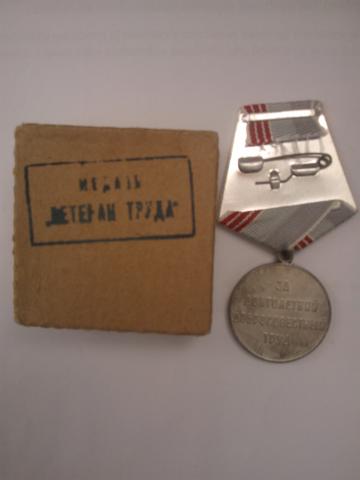 МЕДАЛЬ
„ВЕТЕРАН ТРУДА"
ЗА
ДОЛГОЛЕТНИЙ
ДОБРОСОВЕСТНЫЙ
ТРУД